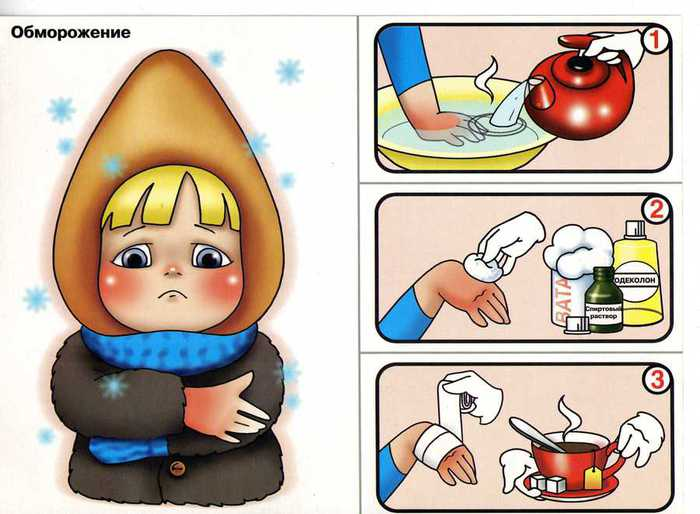 Обморожение
1
2
ВАТА
ОДЕКОЛОН
Спиртовый
раствор
3